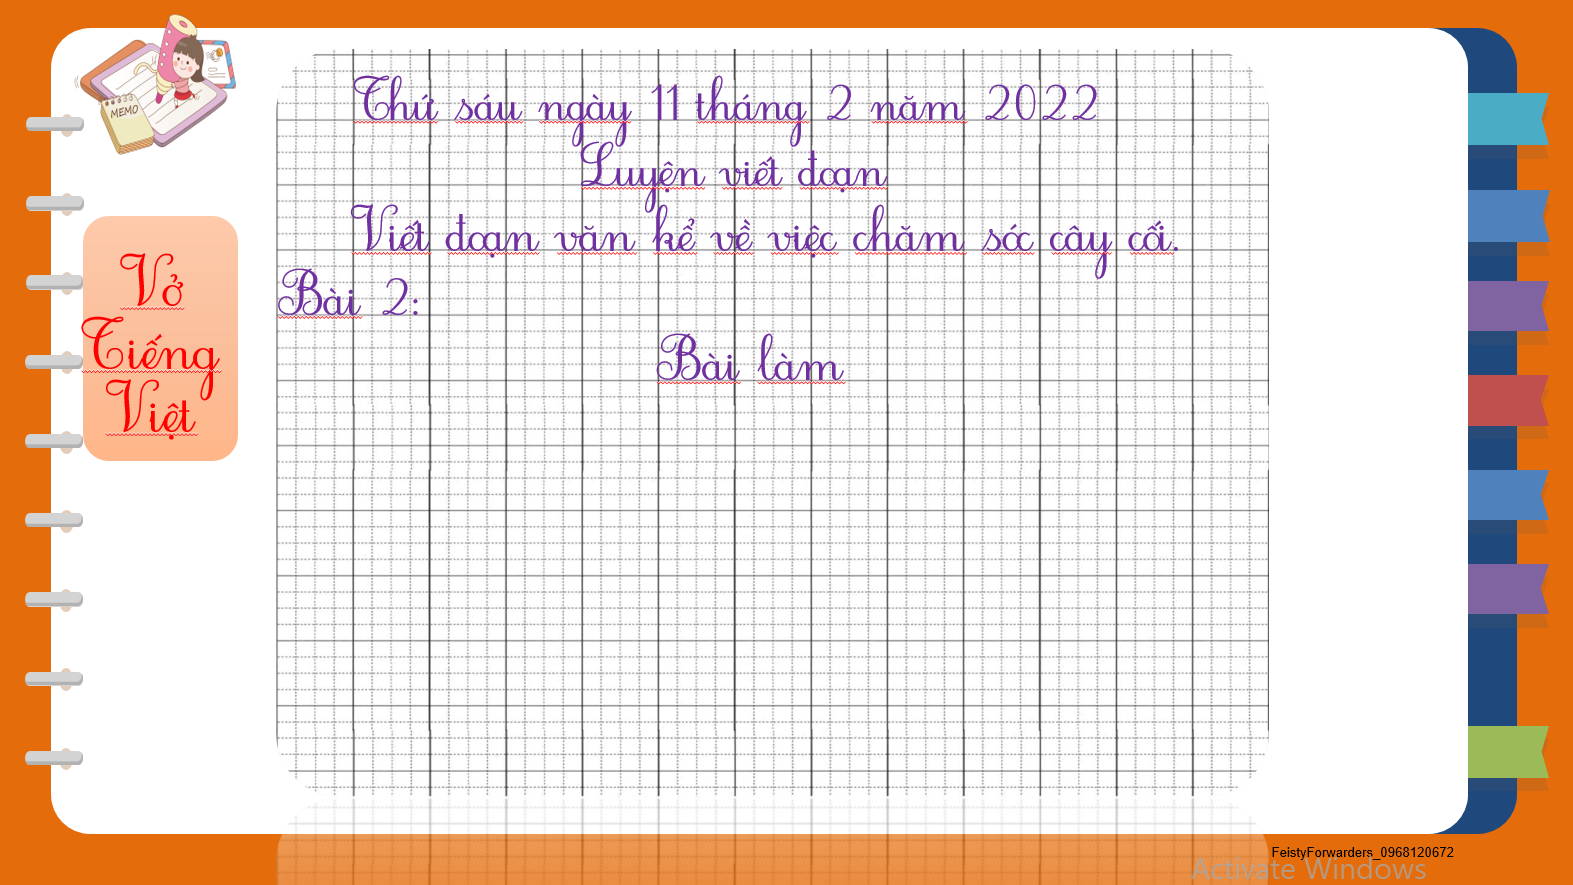 MEMO
Thứ sáu ngày 11 tháng 2 năm 2022
Luyện viết đoạn
Viết đoạn văn kể về việc chăm sóc cây cối.
Bài 2:
Bài làm
Vở
Tiếng
Việt
FeistyForwarders_0968120672
Activate Windows